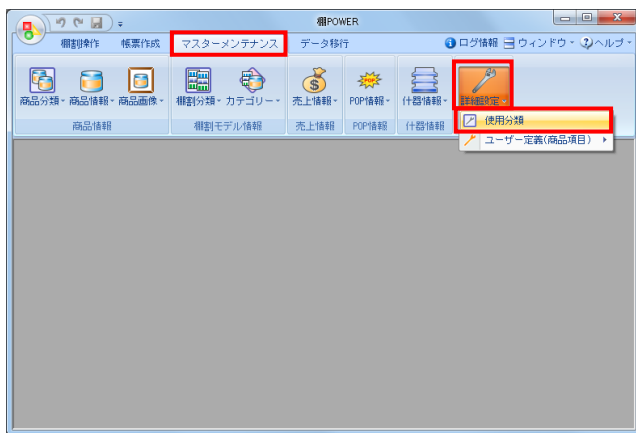 棚POWER
棚割操作 帳票作成 マスターメンテナンス データ移行 ログ情報 ウィンドウ ヘルプ
商品分類 商品情報 商品画像 棚割分類 カテゴリー 売上情報 POP POP情報 什器情報 詳細設定
商品情報 棚割モデル情報 売上情報 POP情報 什器情報
使用分類
ユーザー定義(商品項目)